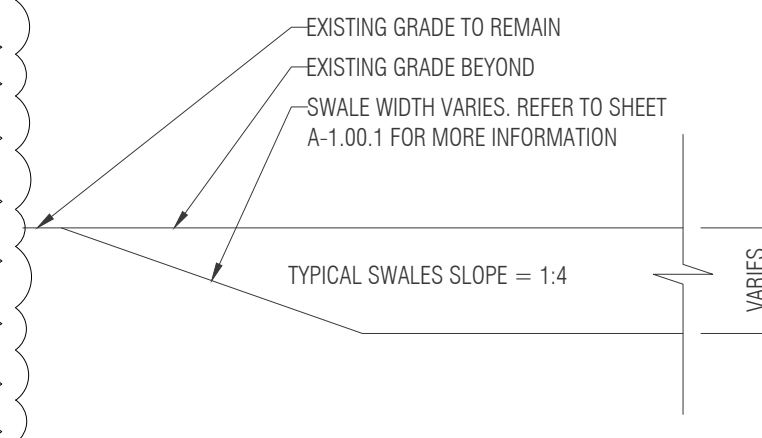 EXISTING GRADE TO REMAIN
EXISTING GRADE BEYOND
SWALE WIDTH VARIES. REFER TO SHEET
A-1.00.1 FOR MORE INFORMATION
TYPICAL SWALES SLOPE = 1:4
VARIES